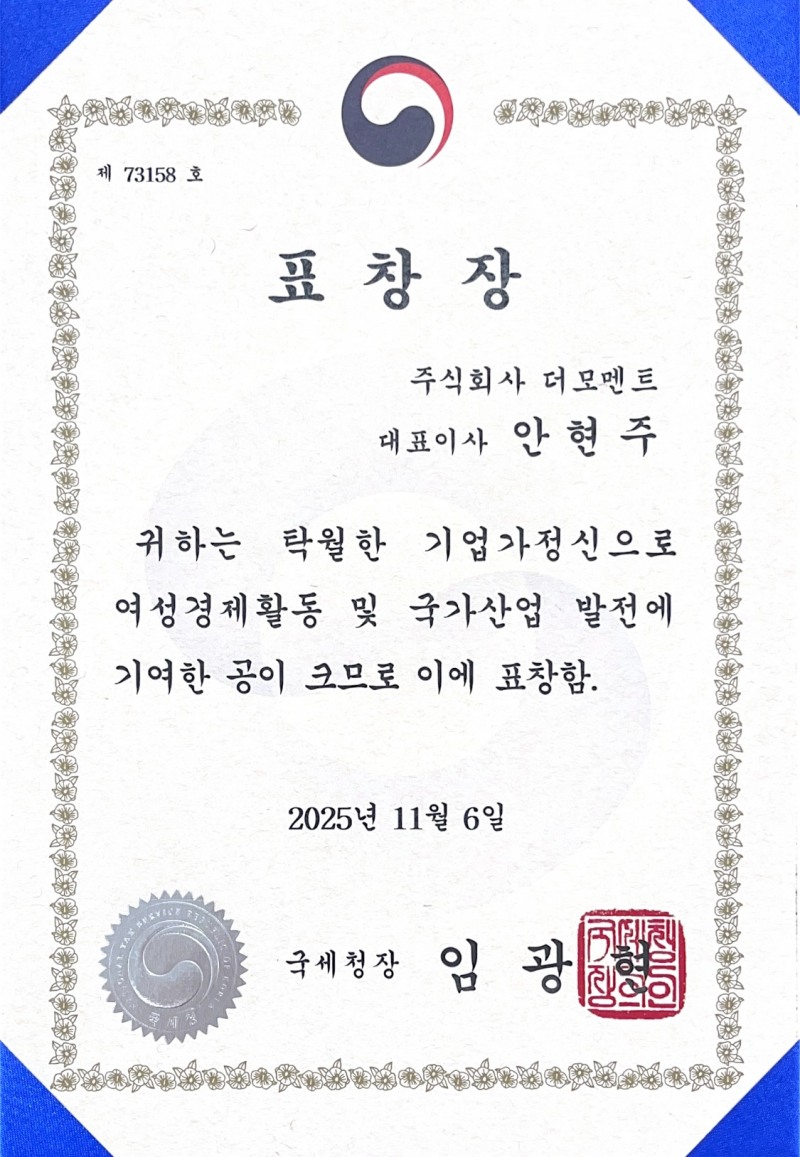 제 73158 호
표 창 장
주식회사 더모멘트
대표이사 안 현 주
귀하는 탁월한 기업가정신으로
여성경제활동 및 국가산업 발전에
기여한 공이 크므로 이에 표창함.
2025년 11월 6일
국세청장 임 광 현
국세청